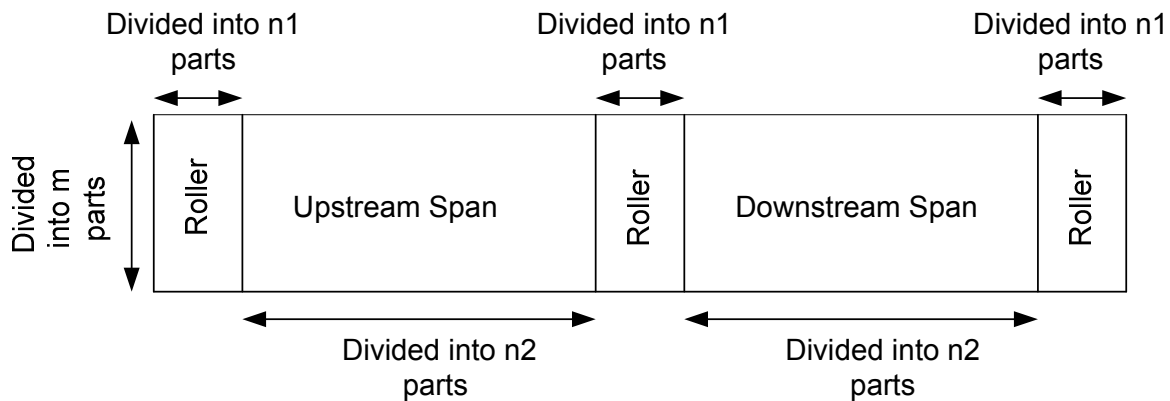 Divided into n1
parts
Divided into n1
parts
Divided into n1
parts
Divided
into m
parts
Roller
Upstream Span
Roller
Downstream Span
Roller
Divided into n2
parts
Divided into n2
parts